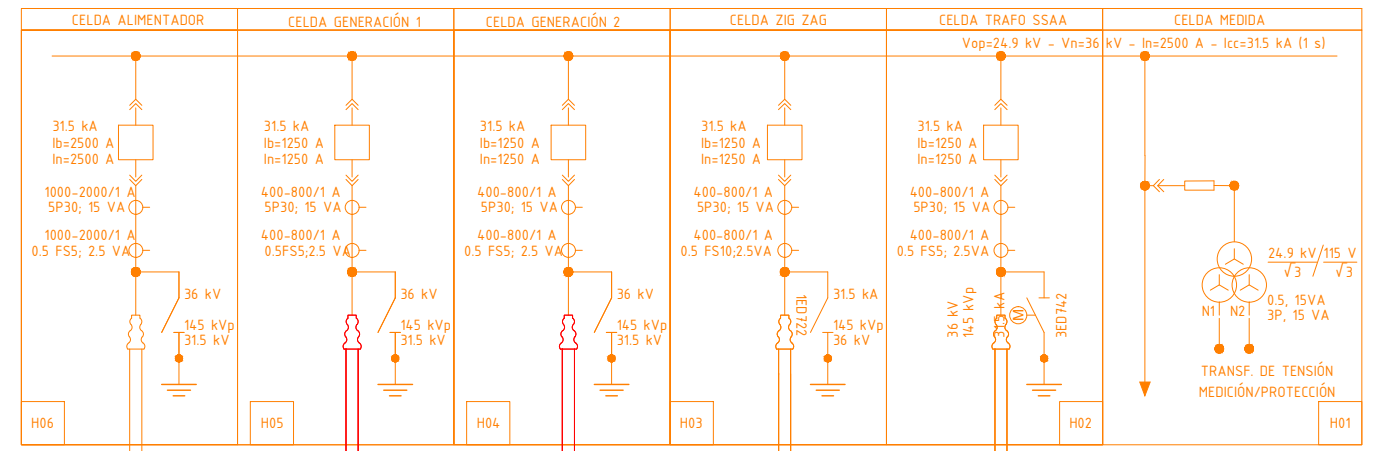 CELDA ALIMENTADOR
CELDA GENERACIÓN 1
CELDA GENERACIÓN 2
CELDA ZIG ZAG
CELDA TRAFO SSAA
CELDA MEDIDA
Vop=24.9 kV - Vn=36 kV - In=2500 A - Icc=31.5 kA (1 s)
31.5 kA
Ib=2500 A
In=2500 A
1000-2000/1 A
5P30; 15 VA
1000-2000/1 A
0.5 FS5; 2.5 VA
36 kV
145 kVp
31.5 kV
H06
31.5 kA
Ib=1250 A
In=1250 A
400-800/1 A
5P30; 15 VA
400-800/1 A
0.5FS5;2.5 VA
36 kV
145 kVp
31.5 kV
H05
31.5 kA
Ib=1250 A
In=1250 A
400-800/1 A
5P30; 15 VA
400-800/1 A
0.5 FS5; 2.5 VA
36 kV
145 kVp
31.5 kV
H04
31.5 kA
Ib=1250 A
In=1250 A
400-800/1 A
5P30; 15 VA
400-800/1 A
0.5 FS10;2.5VA
1ED722
31.5 kA
145 kVp
36 kV
H03
31.5 kA
Ib=1250 A
In=1250 A
400-800/1 A
5P30; 15 VA
400-800/1 A
0.5 FS5; 2.5VA
36 kV
145 kVp
31.5 kA
M
3ED742
H02
24.9 kV/115 V
√3 / √3
0.5, 15VA
3P, 15 VA
N1
N2
TRANSF. DE TENSIÓN
MEDICIÓN/PROTECCIÓN
H01